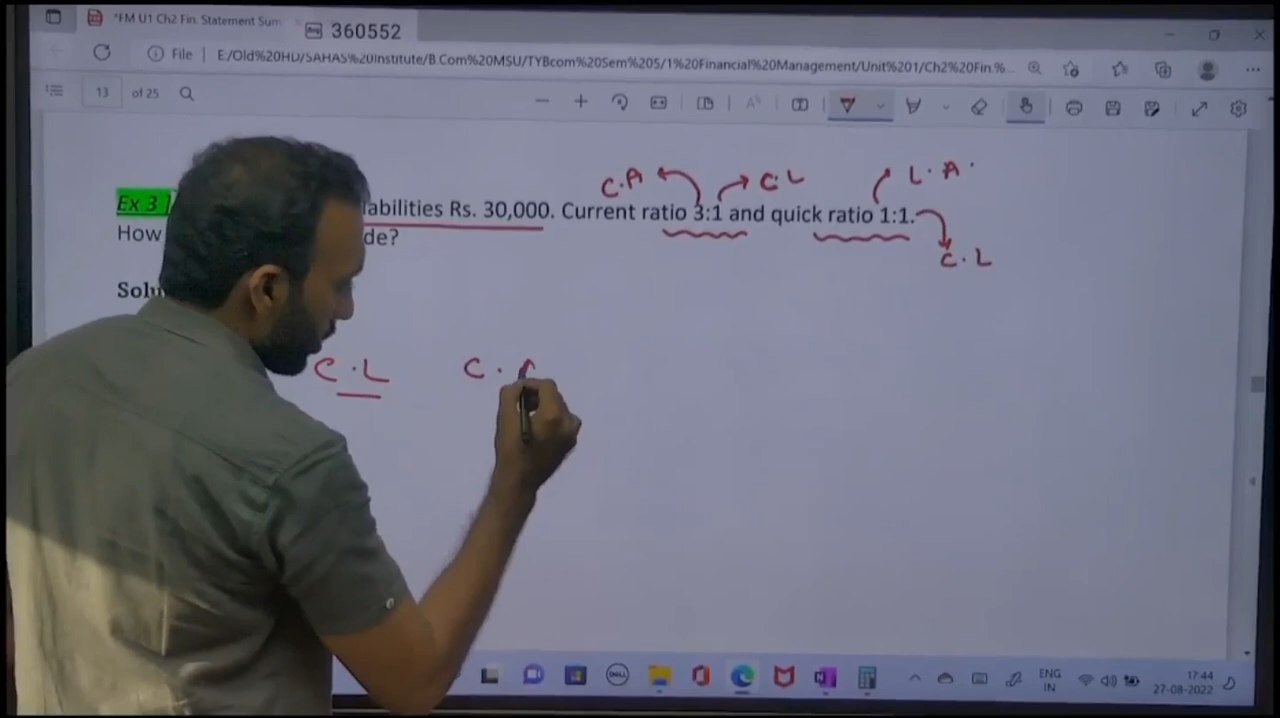 *FM U1 Ch2 Fin. Statement Sum
360552
File | E:/Old%20HD/SAHAS%20Institute/B.Com%20MSU/TYBcom%20Sem%205/1%20Financial%20Management/Unit%201/Ch2%20Fin.%...
13 of 25
C.A C.L L.A.
Ex 3 ] abilities Rs. 30,000. Current ratio 3:1 and quick ratio 1:1.
How de?
C.L
Solu
C.L C.
DELL
ENG
IN
17:44
27-08-2022